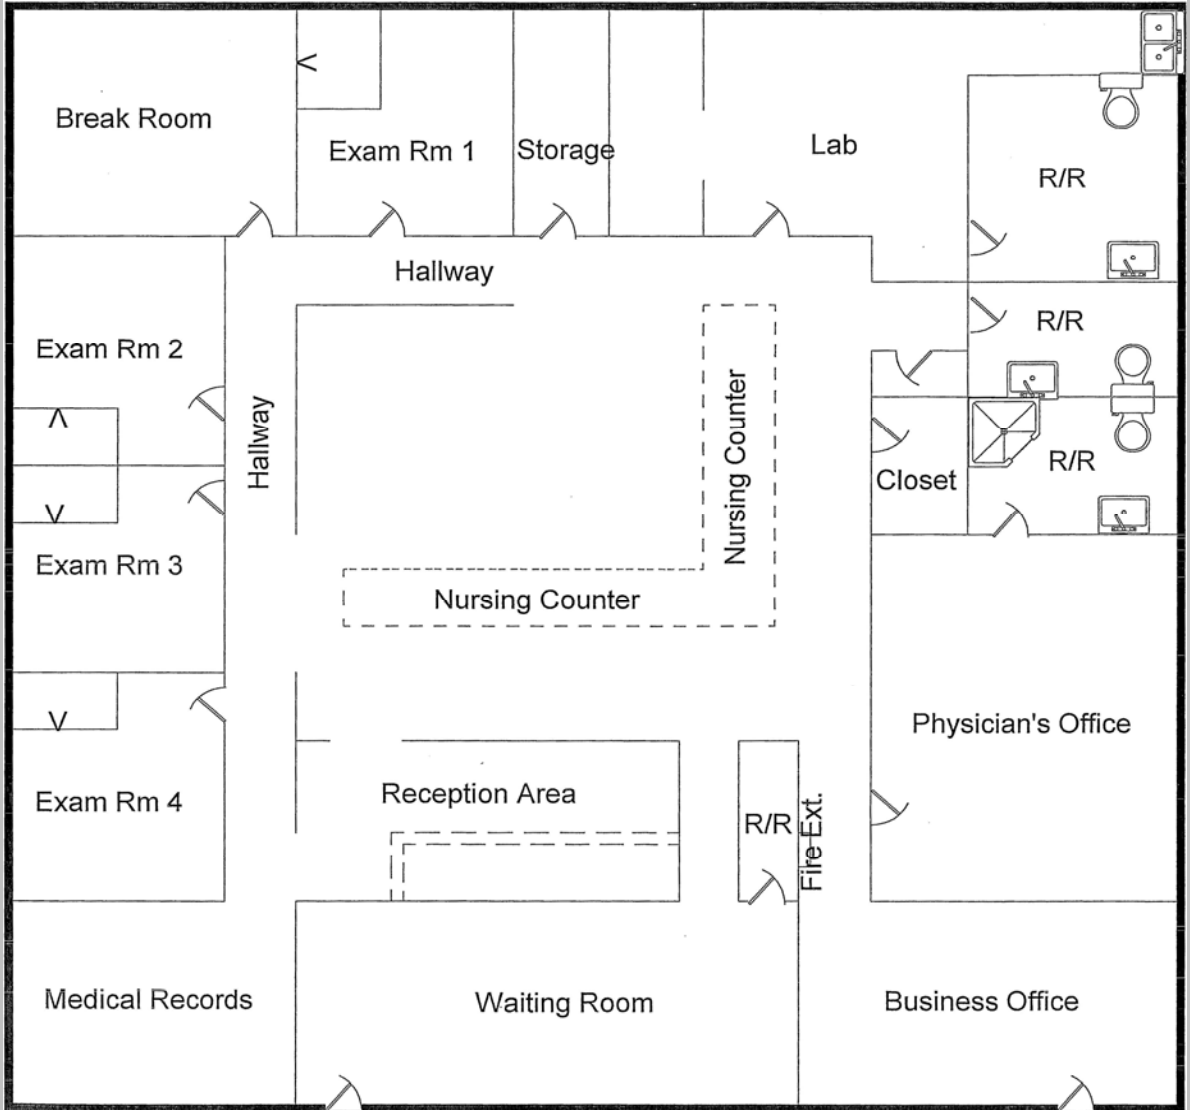 Break Room
Exam Rm 1
Storage
Lab
R/R
Hallway
R/R
Exam Rm 2
Hallway
Nursing Counter
R/R
Closet
Exam Rm 3
Nursing Counter
Physician's Office
Exam Rm 4
Reception Area
R/R
Fire Ext.
Medical Records
Waiting Room
Business Office